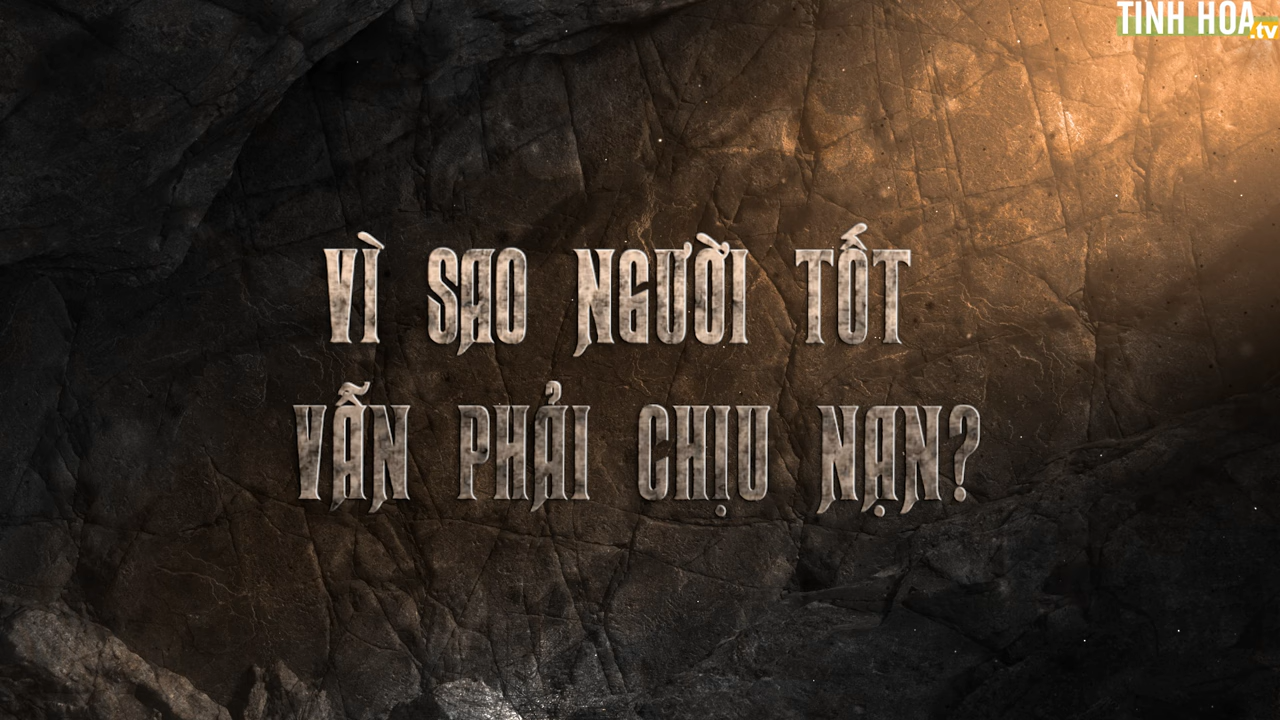 TINH HOA
.tv
VÌ SAO NGƯỜI TỐT
VẪN PHẢI CHỊU NẠN?